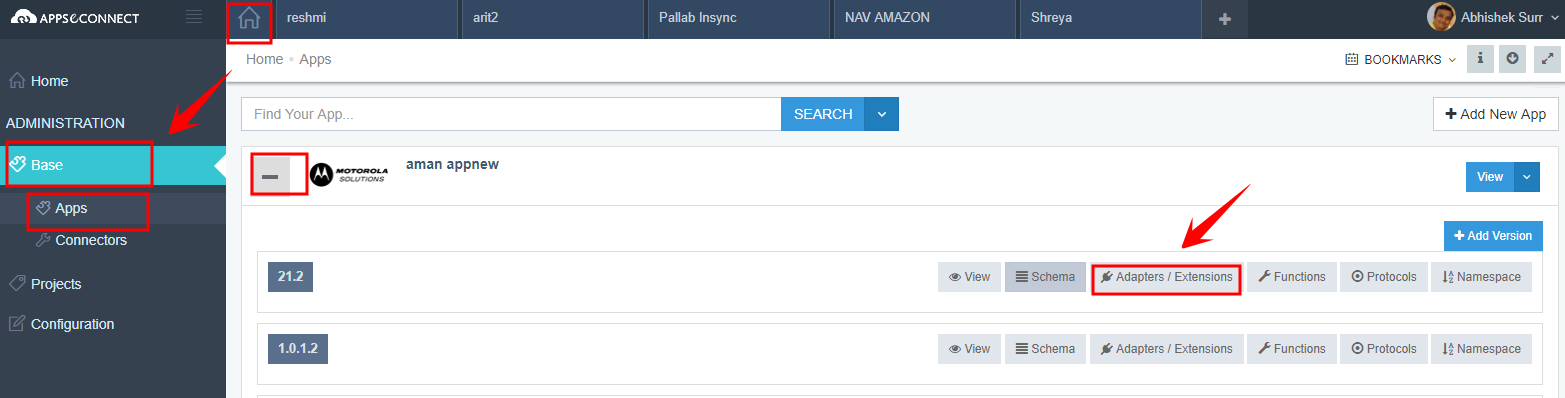 APPSeCONNECT
reshmi
arit2
Pallab Insync
NAV AMAZON
Shreya
Abhishek Surr
Home
ADMINISTRATION
Base
Apps
Connectors
Projects
Configuration
Home • Apps
BOOKMARKS
Find Your App...
SEARCH
Add New App
MOTOROLA
SOLUTIONS
aman appnew
View
Add Version
21.2
View
Schema
Adapters / Extensions
Functions
Protocols
Namespace
1.0.1.2
View
Schema
Adapters / Extensions
Functions
Protocols
Namespace